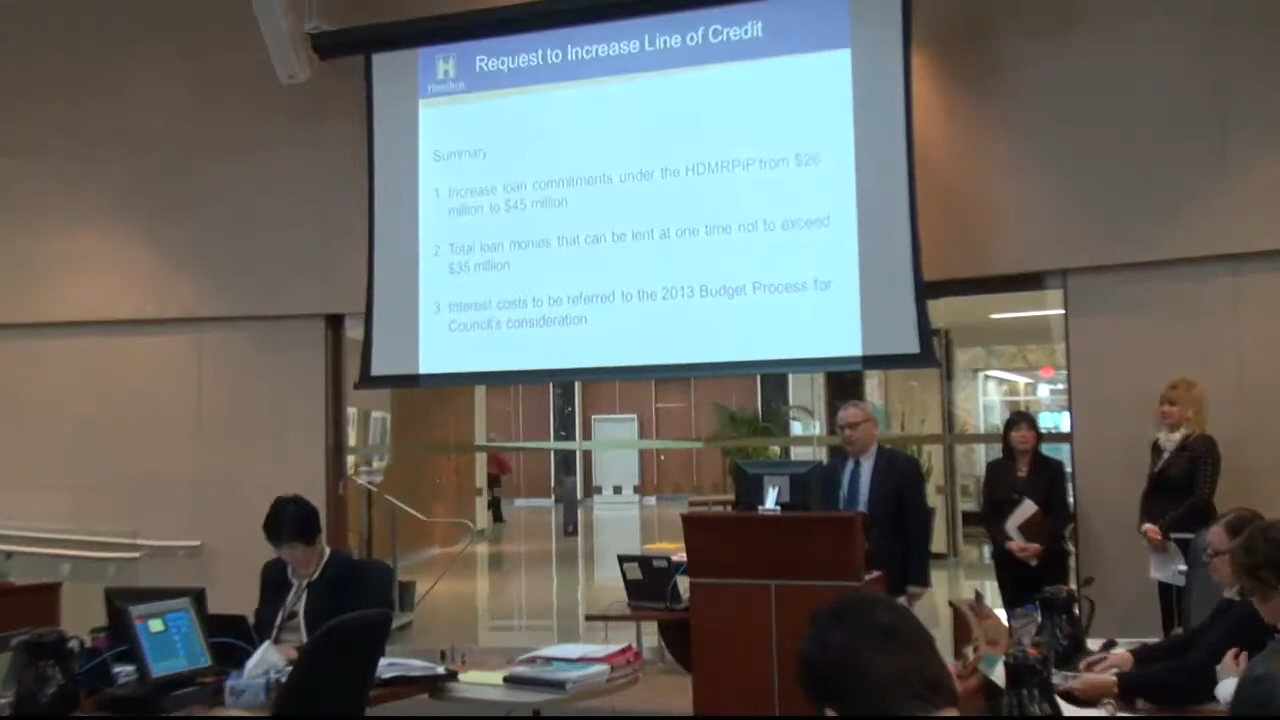 Request to Increase Line of Credit
Hamilton
Summary
1. Increase loan commitments under the HDMRPIP from $26
million to $45 million
2. Total loan monies that can be lent at one time not to exceed
$35 million
3. Interest costs to be referred to the 2013 Budget Process for
Council's consideration